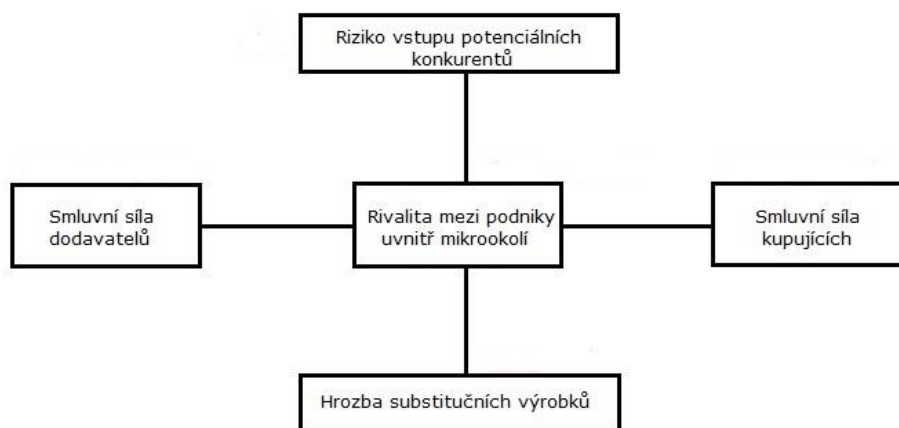 Riziko vstupu potenciálních
konkurentů
Smluvní síla
dodavatelů
Rivalita mezi podniky
uvnitř mikrookolí
Smluvní síla
kupujících
Hrozba substitučních výrobků